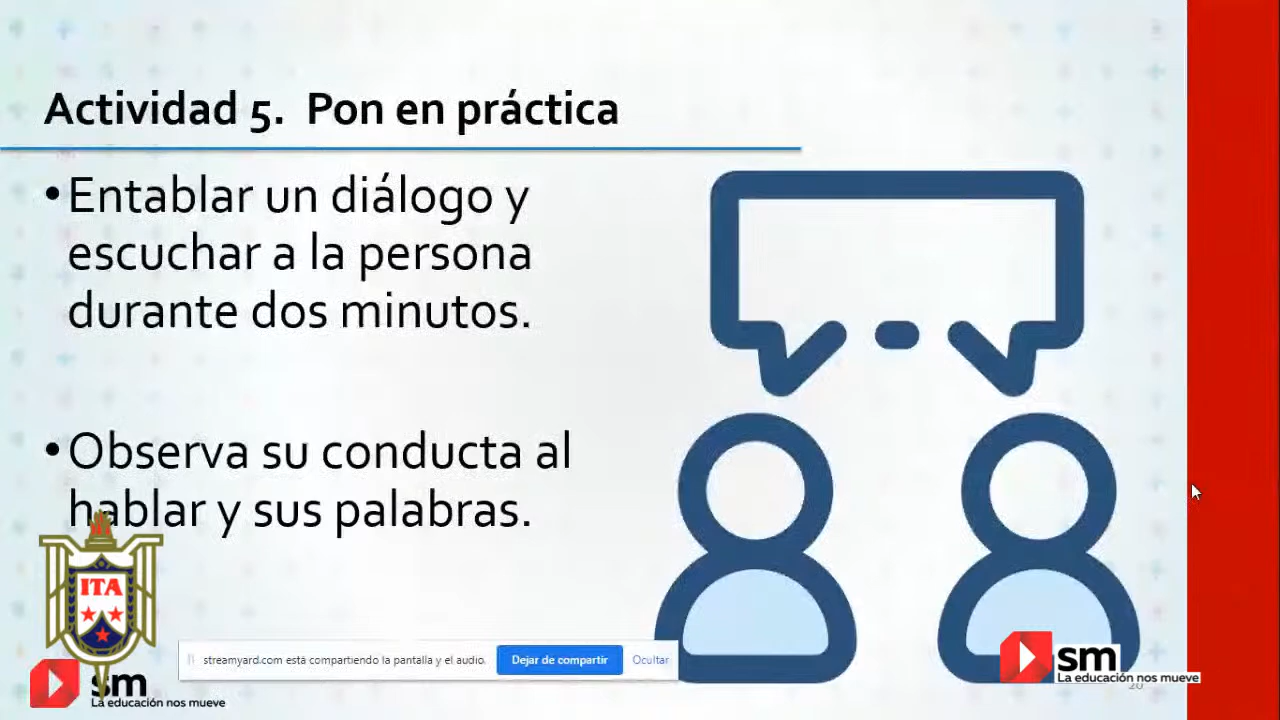 Actividad 5.  Pon en práctica
•Entablar un diálogo y
escuchar a la persona
durante dos minutos.
•Observa su conducta al
hablar y sus palabras.
ITA
streamyard.com está compartiendo la pantalla y el audio.
Dejar de compartir
Ocultar
sm
La educación nos mueve
sm
La educación nos mueve
20